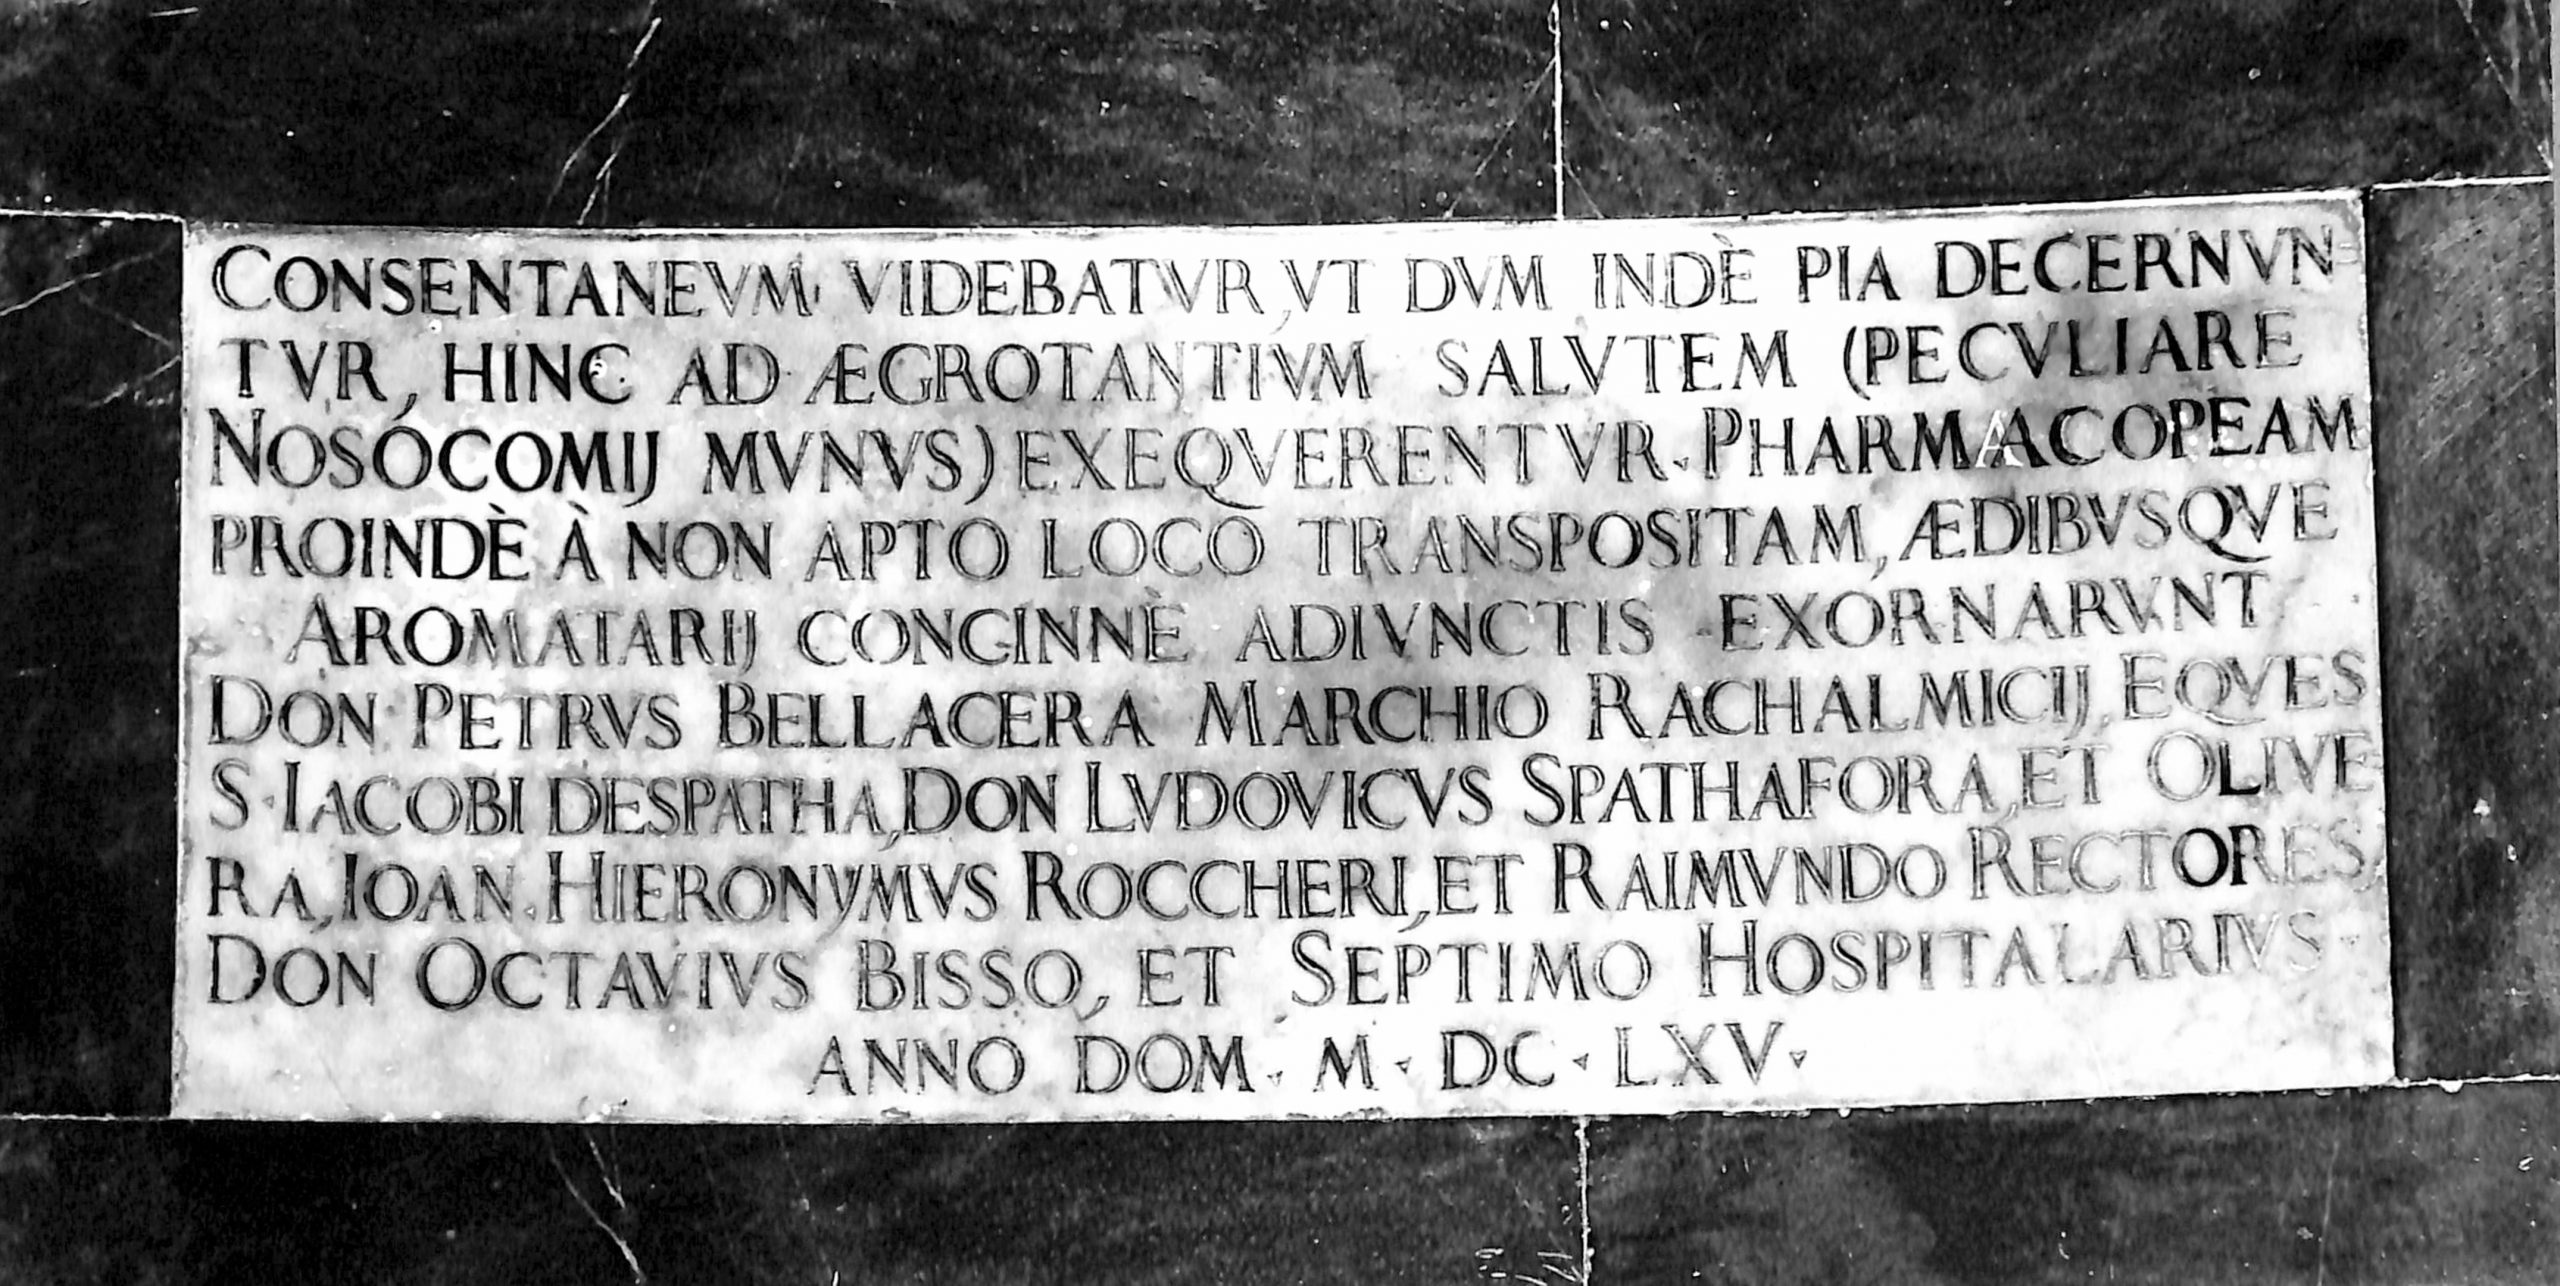 CONSENTANEVM VIDEBATVR, VT DVM INDÈ PIA DECERNVN=
TVR, HINC AD ÆGROTANTIVM SALVTEM (PECVLIARE
NOSOCOMIJ MVNVS) EXEQVERENTVR. PHARMACOPEAM
PROINDÈ À NON APTO LOCO TRANSPOSITAM, ÆDIBVSQVE
AROMATARIJ CONCINNÈ ADIVNCTIS EXORNARVNT
DON PETRVS BELLACERA MARCHIO RACHALMICIJ, EQVES
S·IACOBI DESPATHA, DON LVDOVICVS SPATHAFORA, ET OLIVE
RA, IOAN. HIERONYMVS ROCCHERI, ET RAIMVNDO RECTORES,
DON OCTAVIVS BISSO, ET SEPTIMO HOSPITALARIVS·
ANNO DOM· M· DC· LXV·